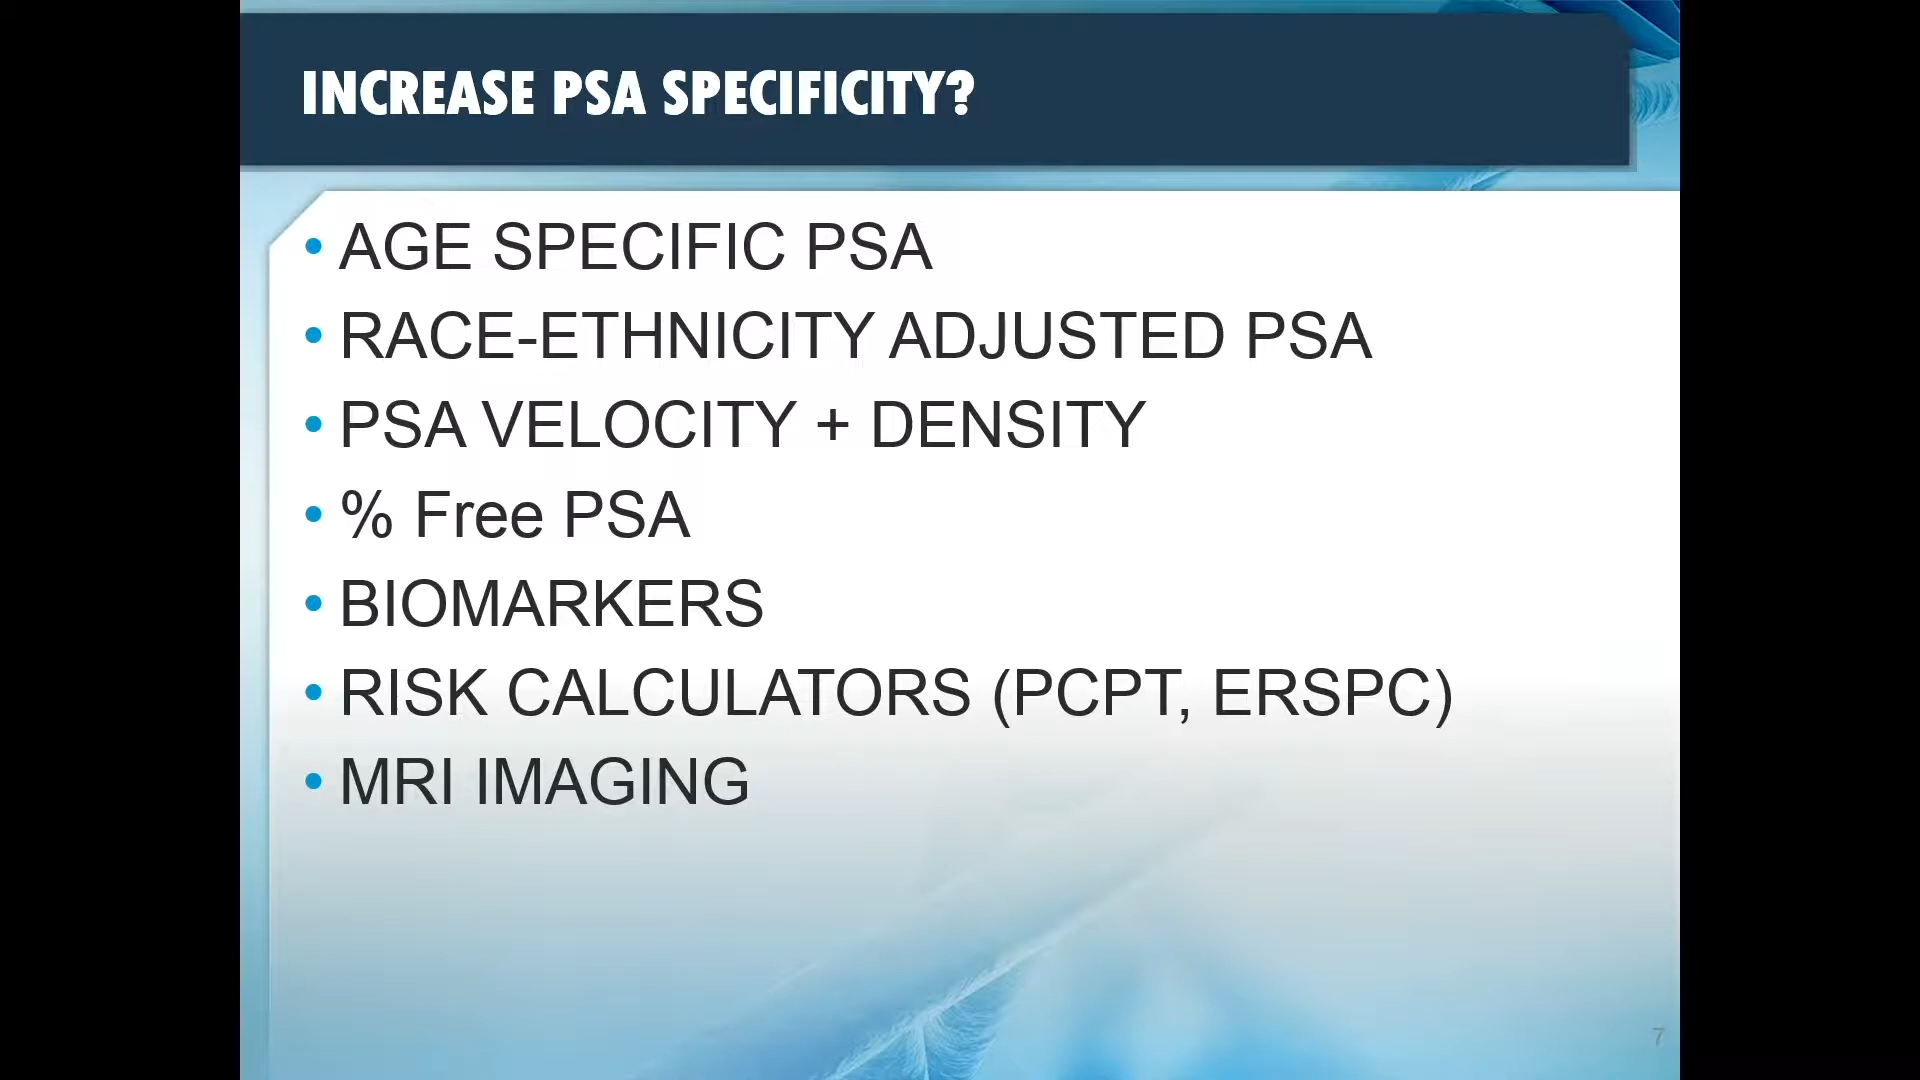 INCREASE PSA SPECIFICITY?
• AGE SPECIFIC PSA
• RACE-ETHNICITY ADJUSTED PSA
• PSA VELOCITY + DENSITY
• % Free PSA
• BIOMARKERS
• RISK CALCULATORS (PCPT, ERSPC)
• MRI IMAGING
7